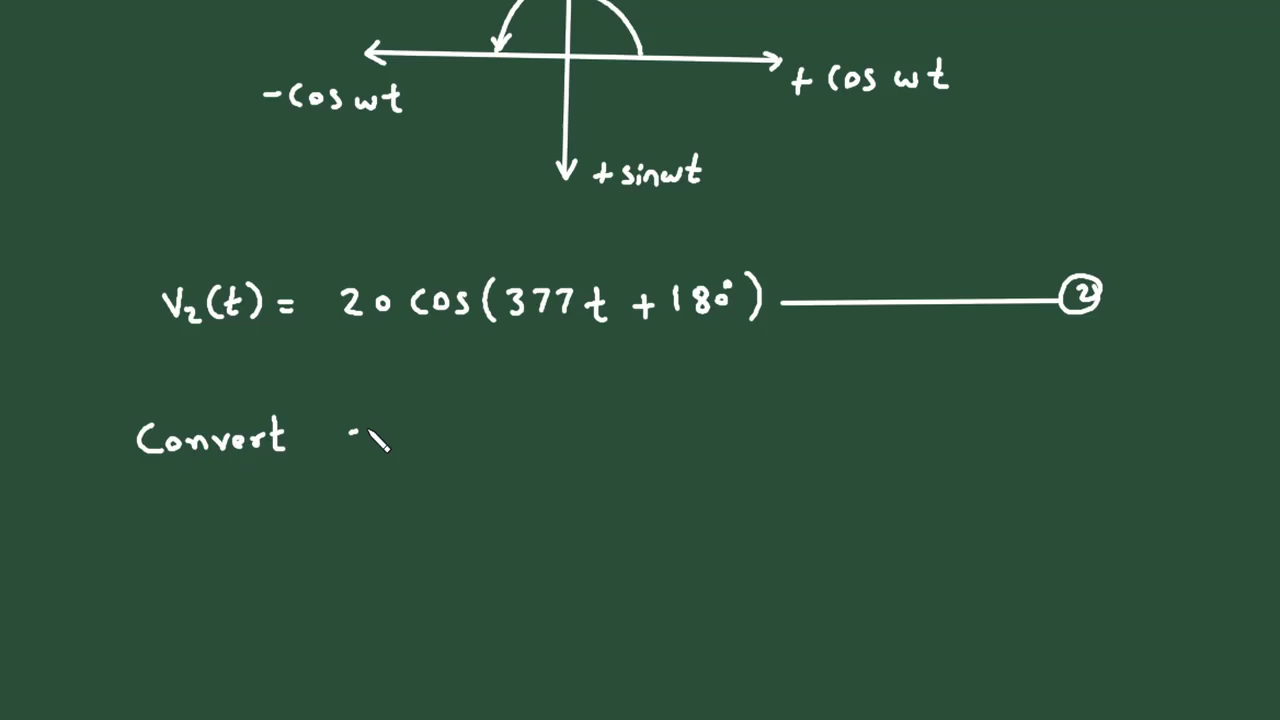 -cos wt
+ cos wt
+ sinwt
V₂(t) = 20 cos(377t + 180°) ② 
Convert